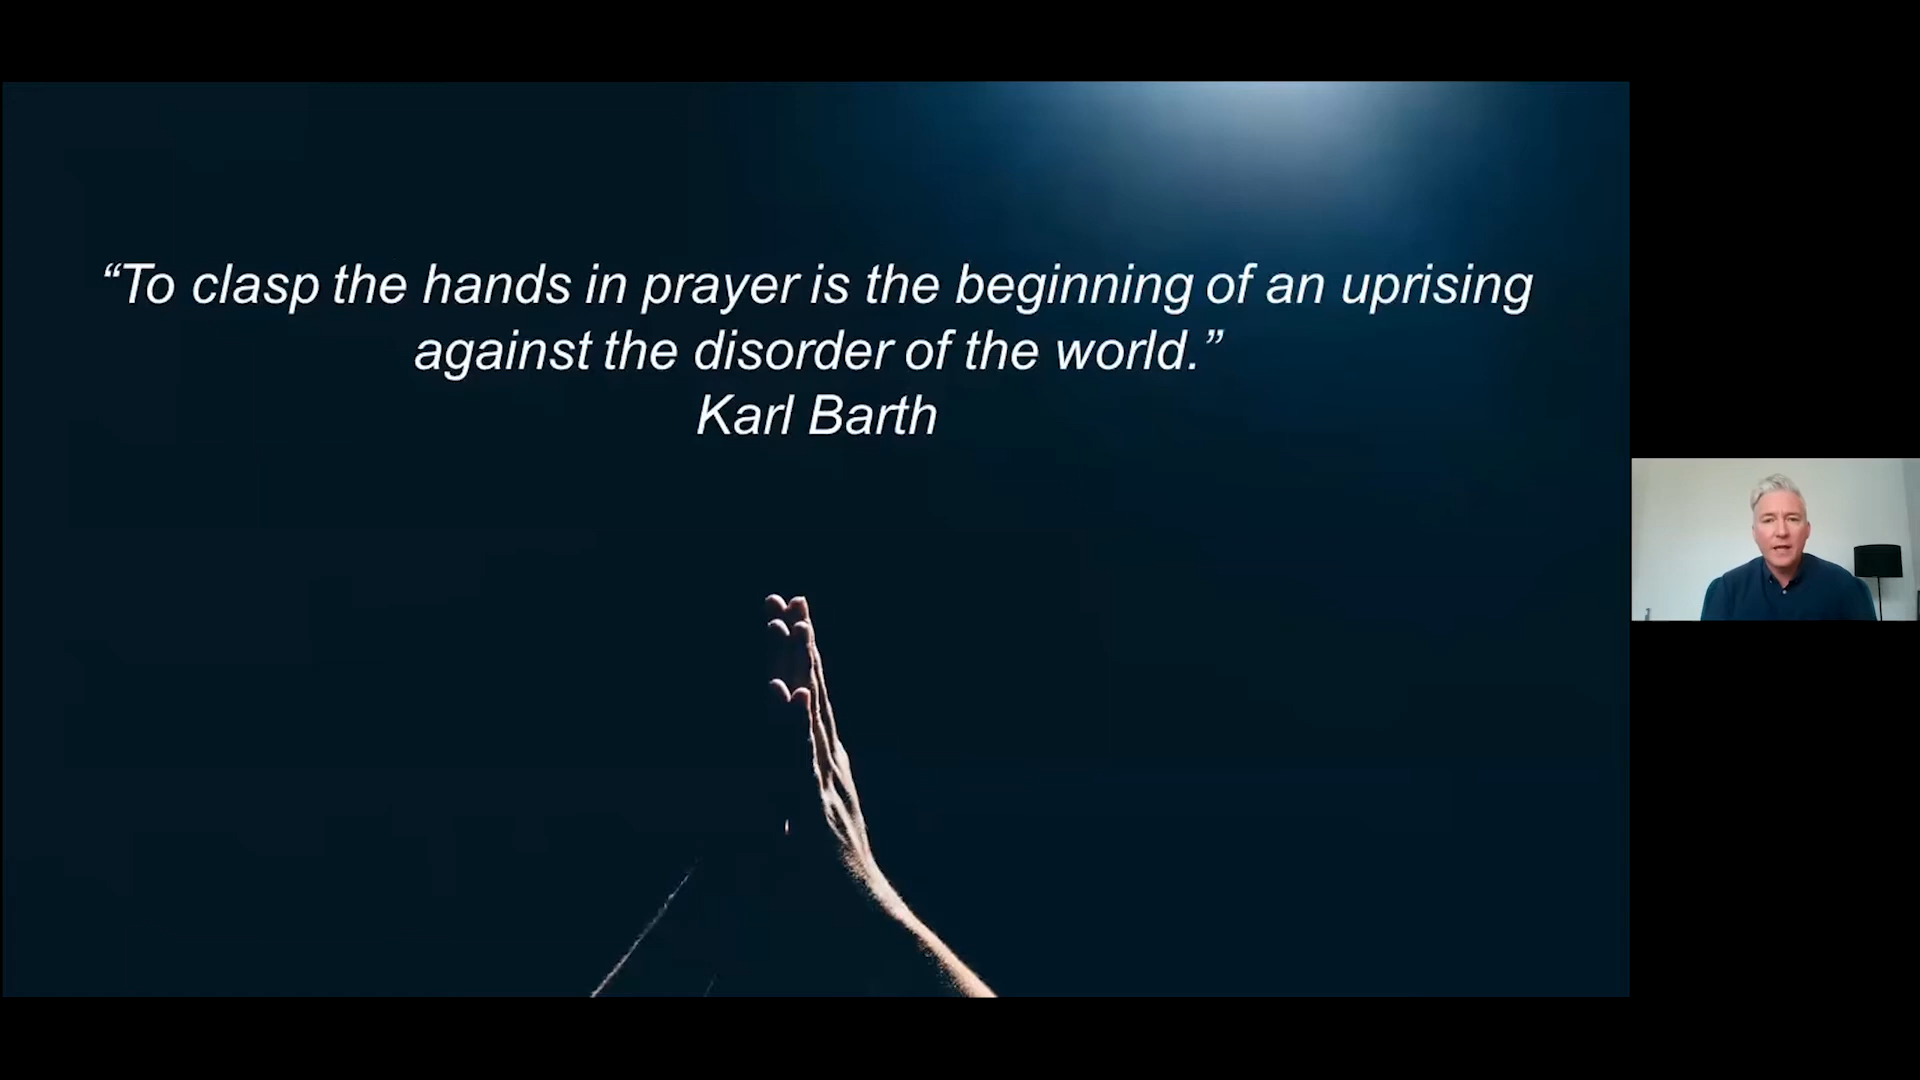 “To clasp the hands in prayer is the beginning of an uprising
against the disorder of the world.”
Karl Barth